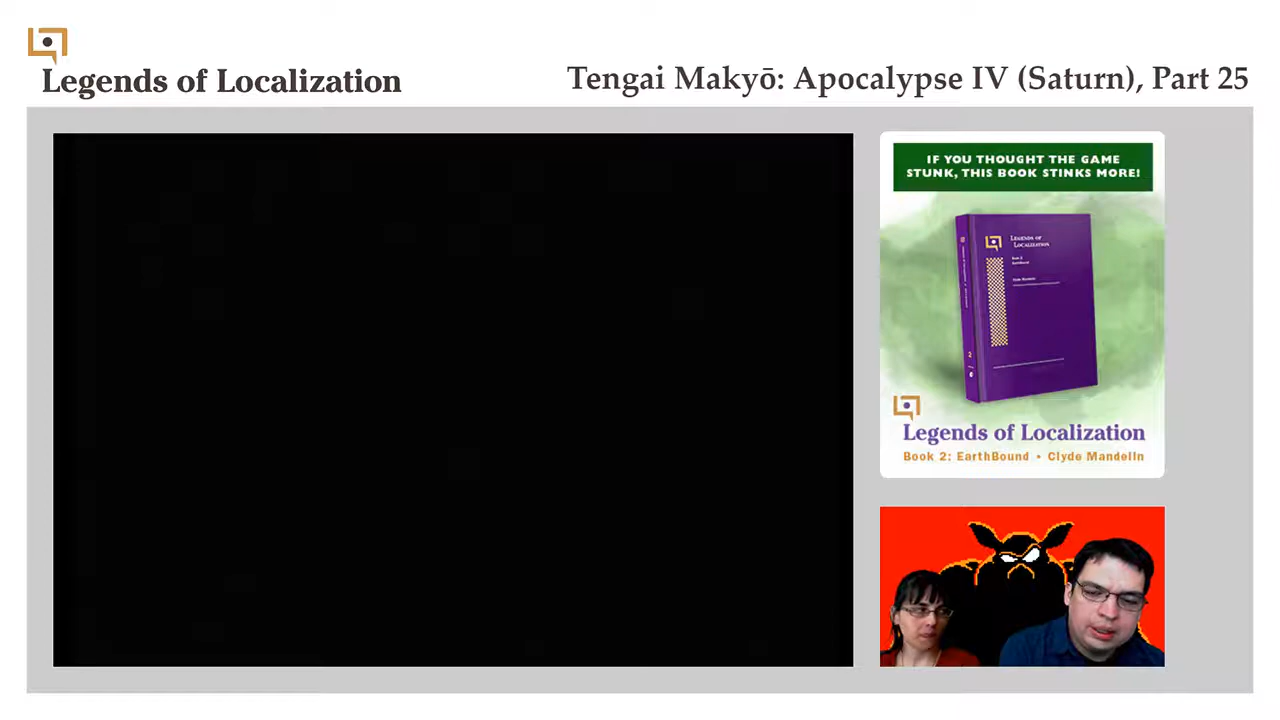 Legends of Localization
Tengai Makyō: Apocalypse IV (Saturn), Part 25
IF YOU THOUGHT THE GAME
STUNK, THIS BOOK STINKS MORE!
LEGENDS OF
LOCALIZATION
Legends of Localization
Book 2: EarthBound • Clyde Mandelin